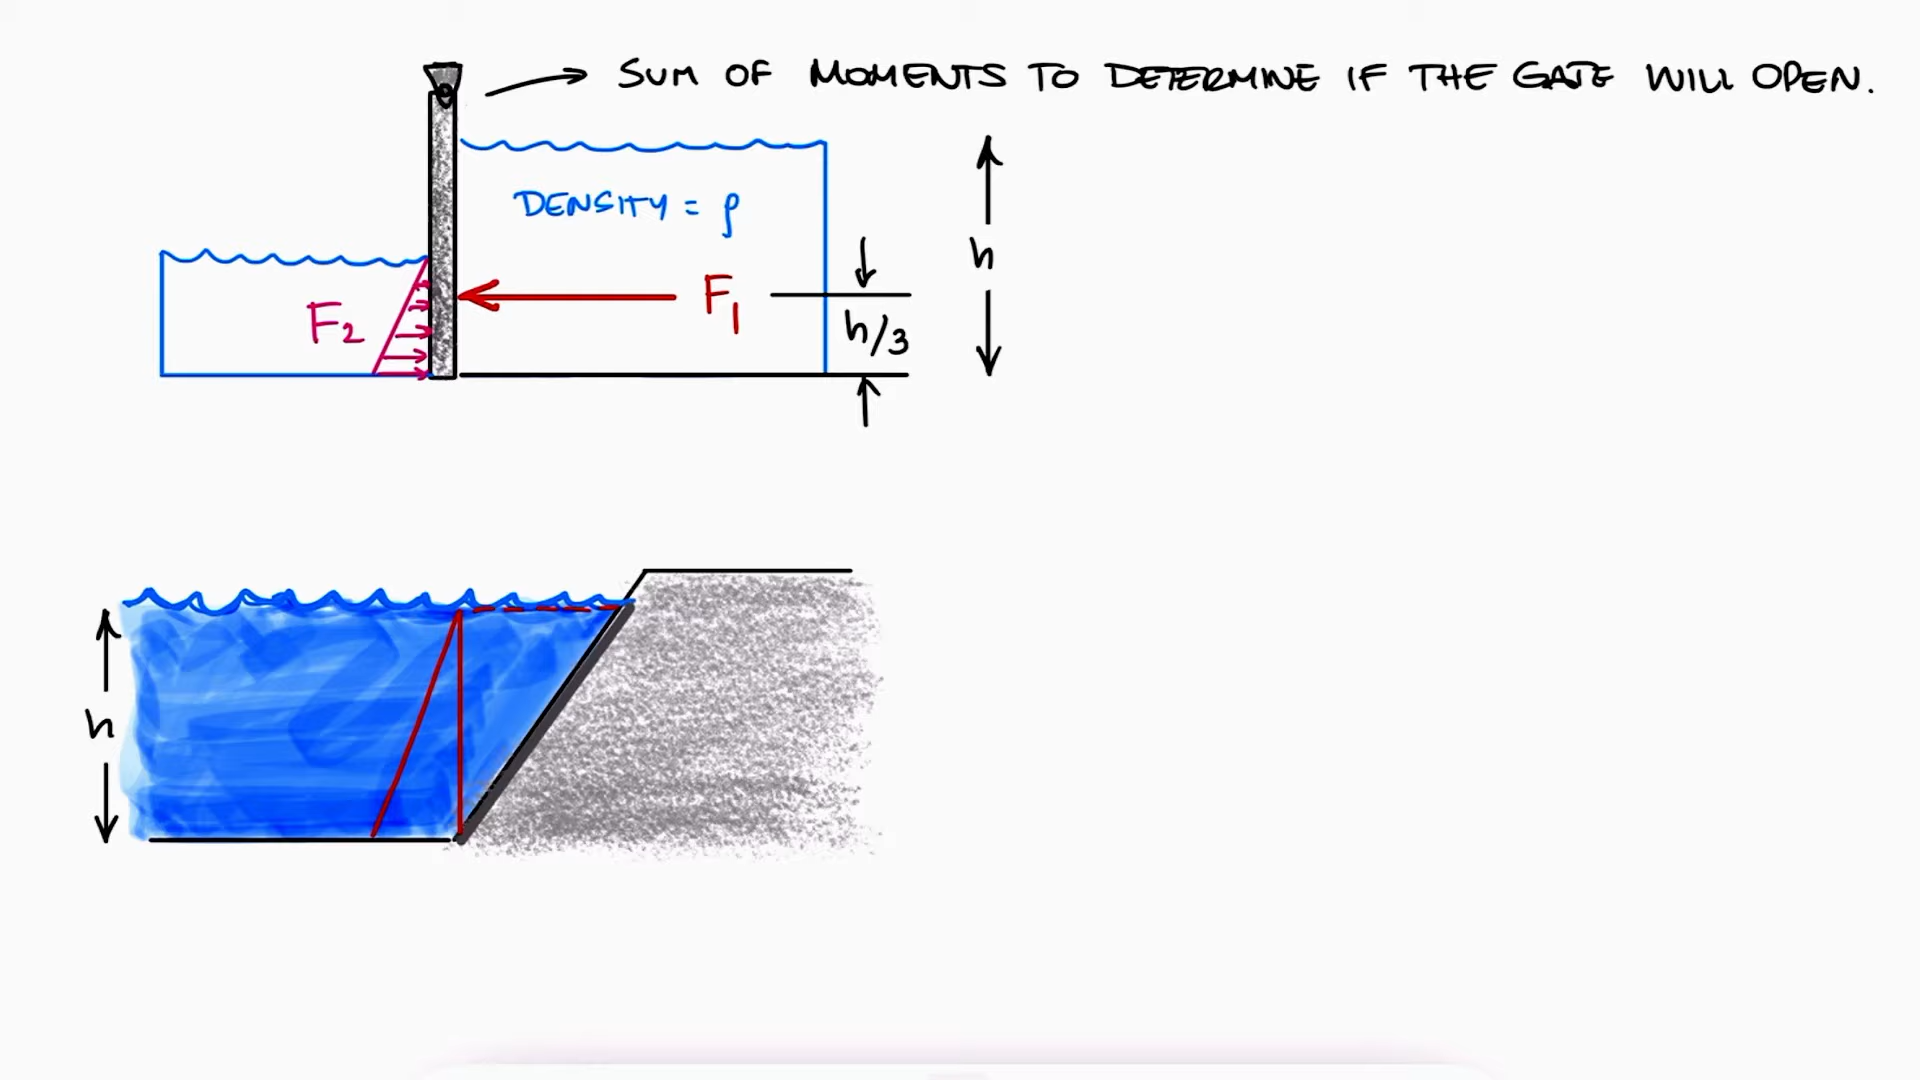 SUM OF MOMENTS TO DETERMINE IF THE GATE WILL OPEN.
DENSITY = ρ
h
F1
h/3
F2
h